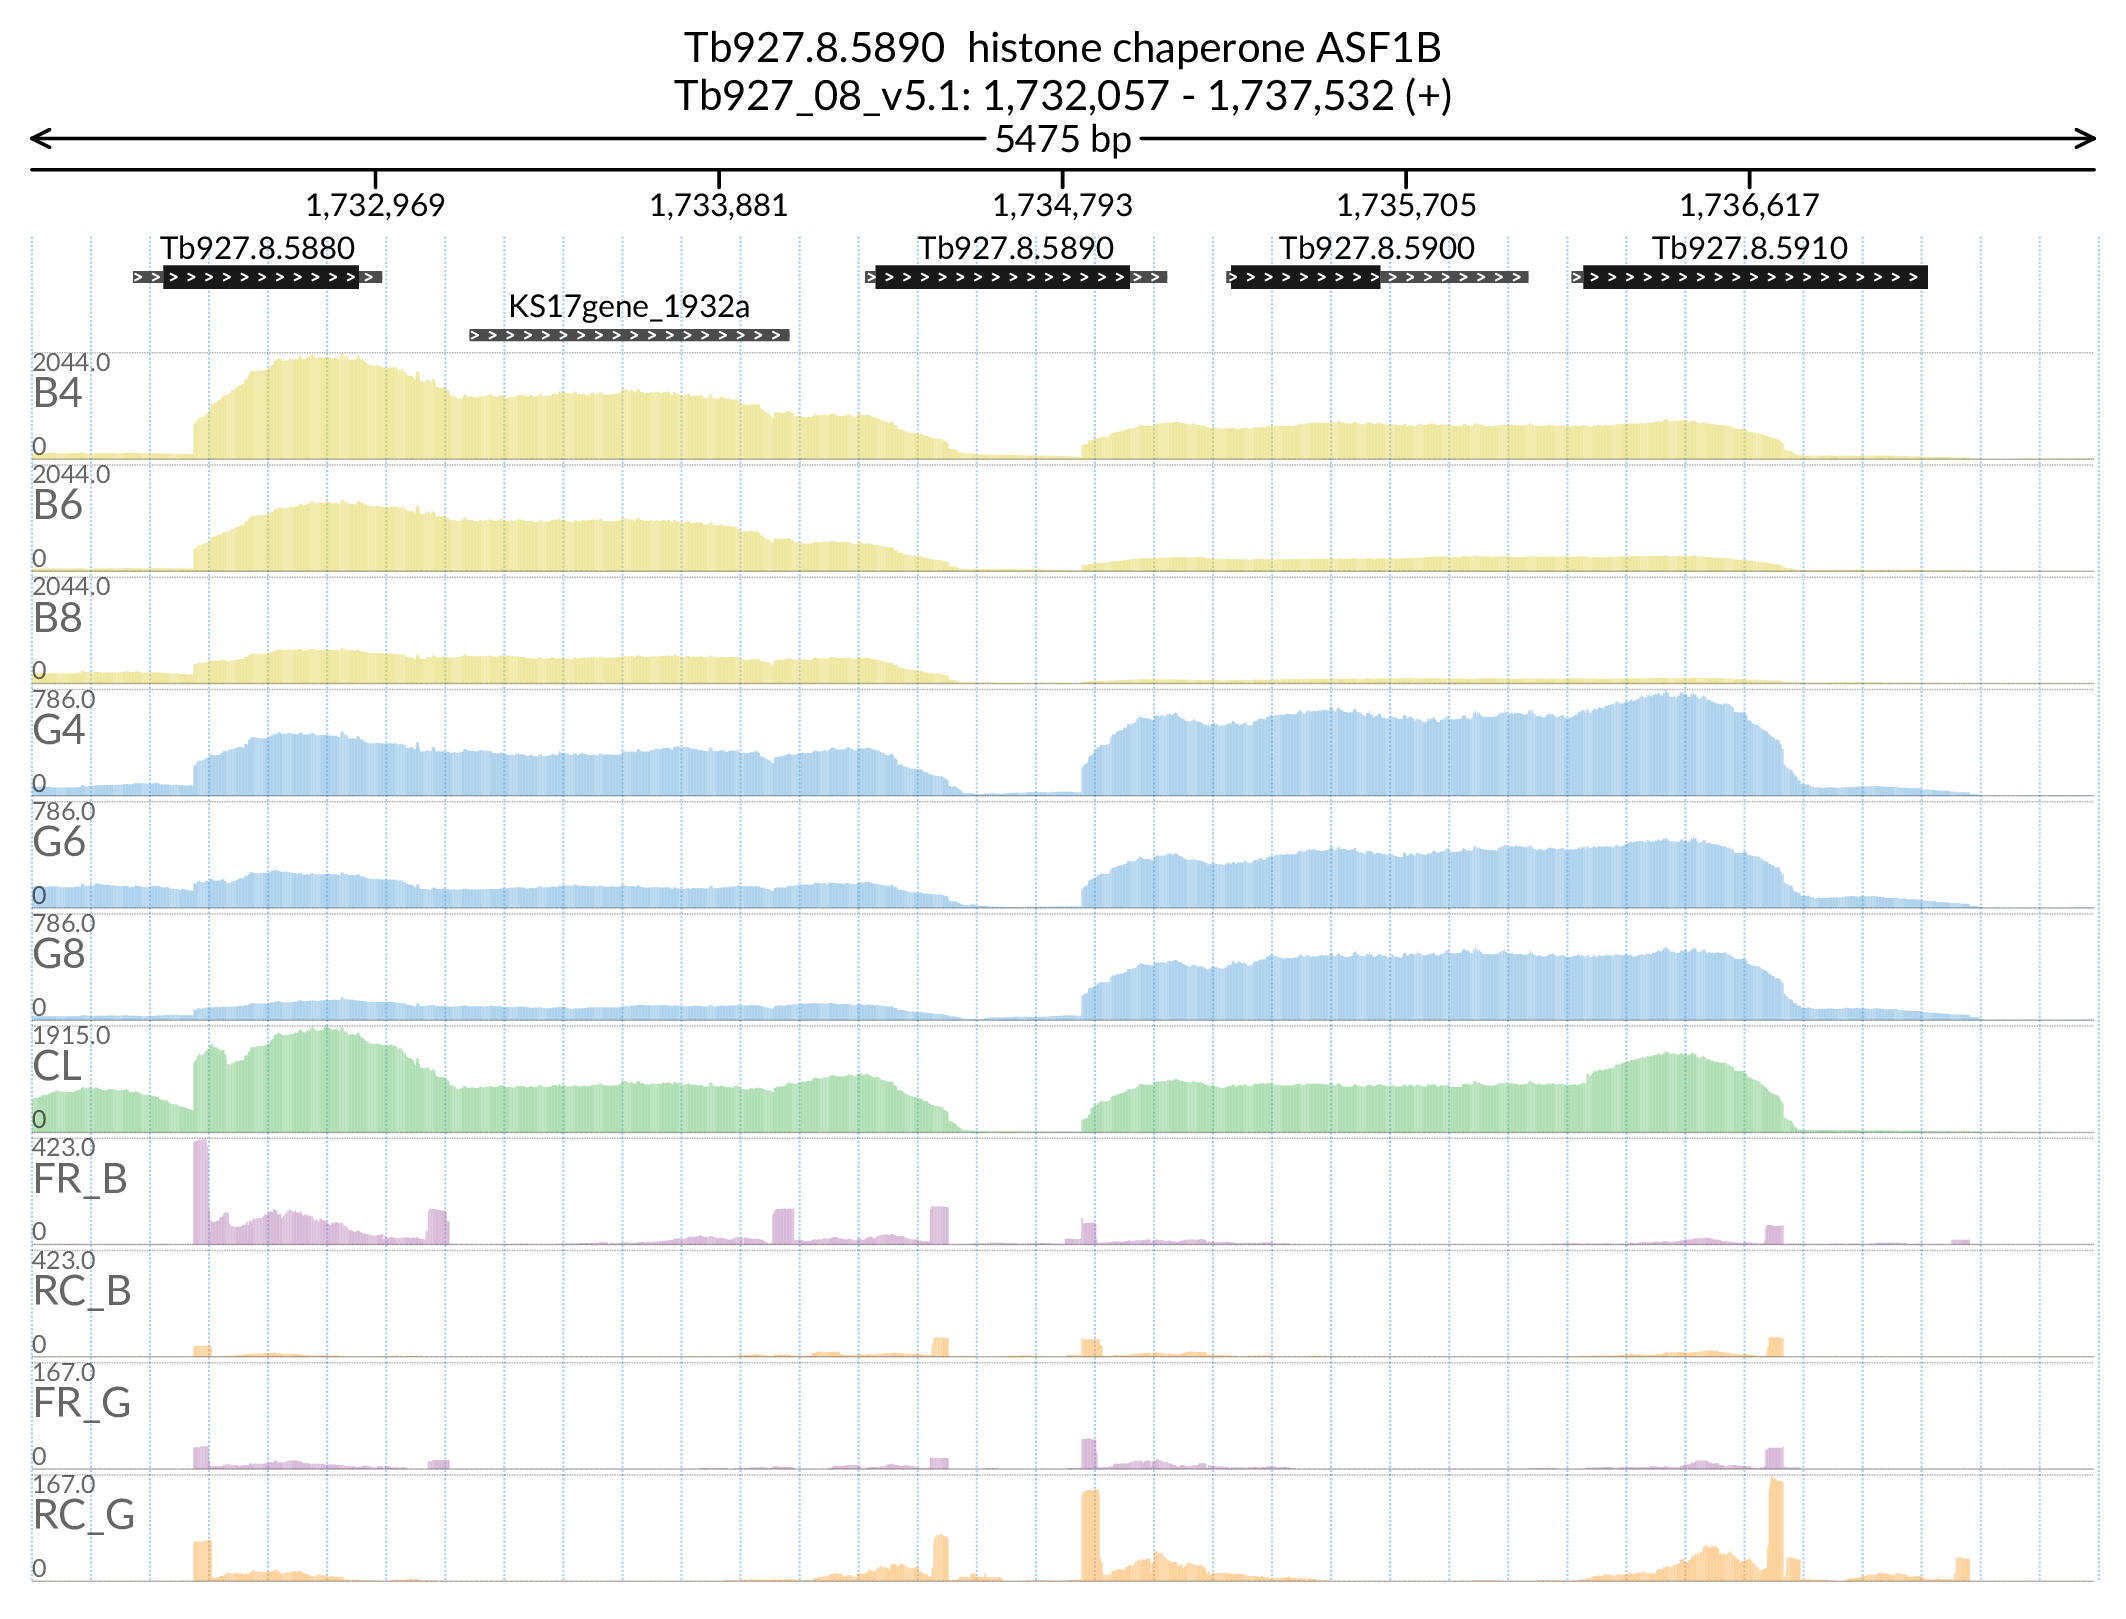 Tb927.8.5890  histone chaperone ASF1B
Tb927_08_v5.1: 1,732,057 - 1,737,532 (+)
5475 bp
1,732,969 1,733,881 1,734,793 1,735,705 1,736,617
Tb927.8.5880 Tb927.8.5890 Tb927.8.5900 Tb927.8.5910
KS17gene_1932a
2044.0
B4
0
2044.0
B6
0
2044.0
B8
0
786.0
G4
0
786.0
G6
0
786.0
G8
0
1915.0
CL
0
423.0
FR_B
0
423.0
RC_B
0
167.0
FR_G
0
167.0
RC_G
0